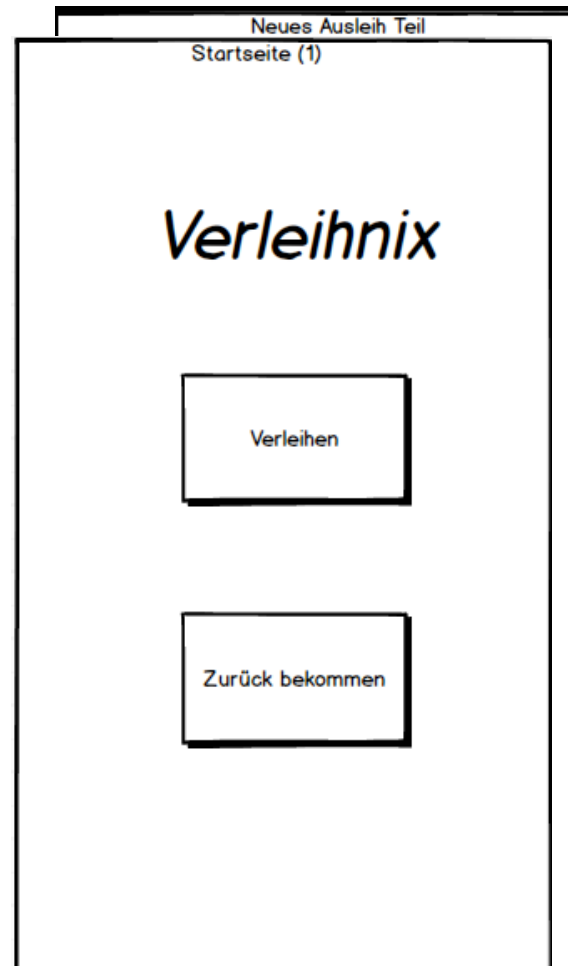 Neues Ausleih Teil
Startseite (1)
Verleihnix
Verleihen
Zurück bekommen